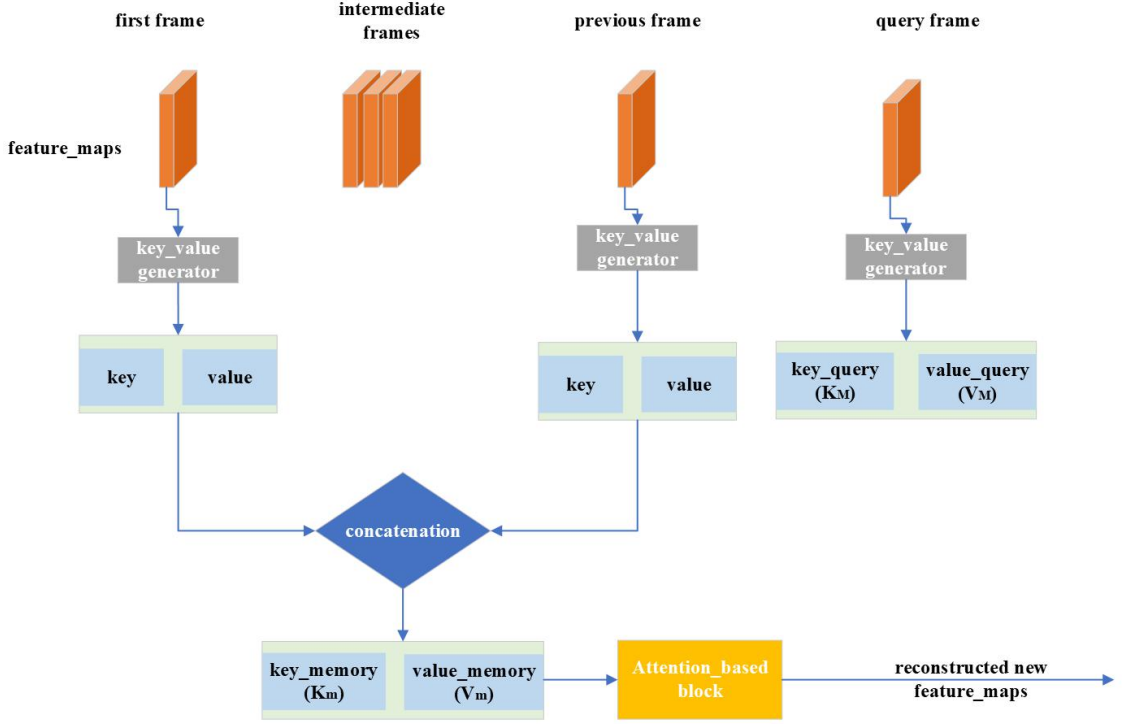 first frame
intermediate
frames
previous frame
query frame
feature_maps
key_value
generator
key_value
generator
key_value
generator
key
value
key
value
key_query
(KM)
value_query
(VM)
concatenation
key_memory
(Km)
value_memory
(Vm)
Attention_based
block
reconstructed new
feature_maps